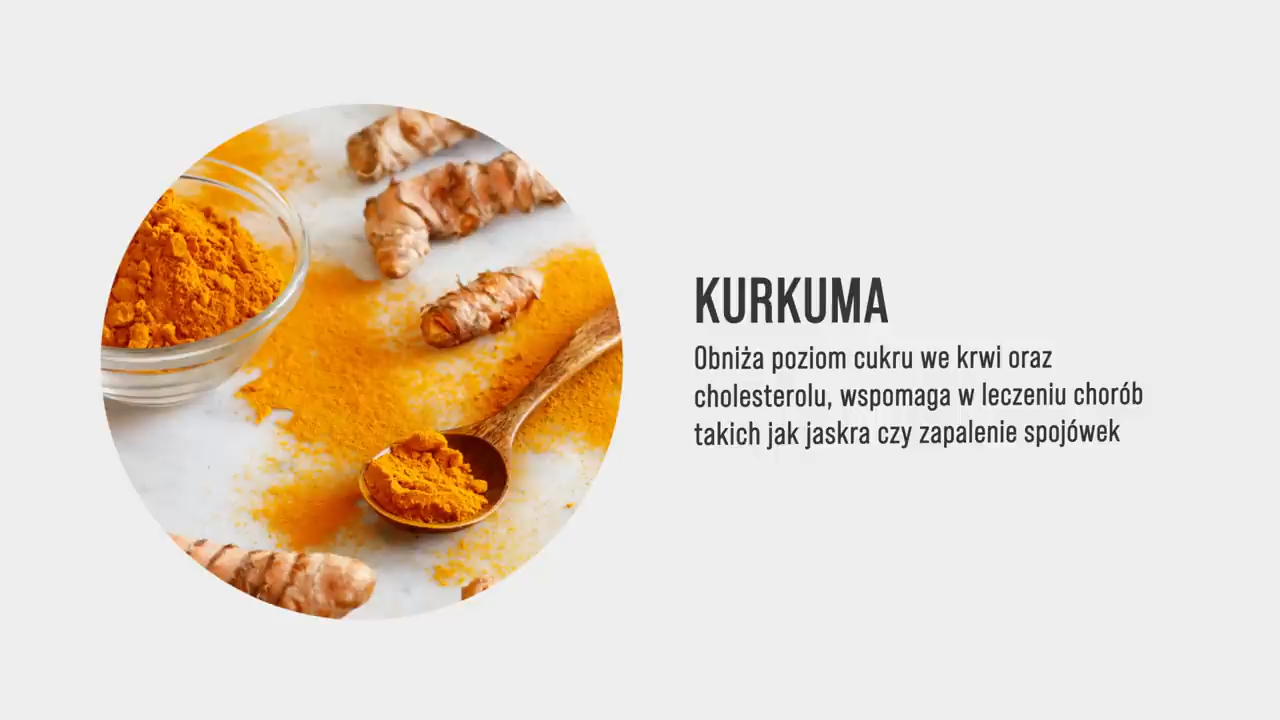 KURKUMA
Obniża poziom cukru we krwi oraz
cholesterolu, wspomaga w leczeniu chorób
takich jak jaskra czy zapalenie spojówek